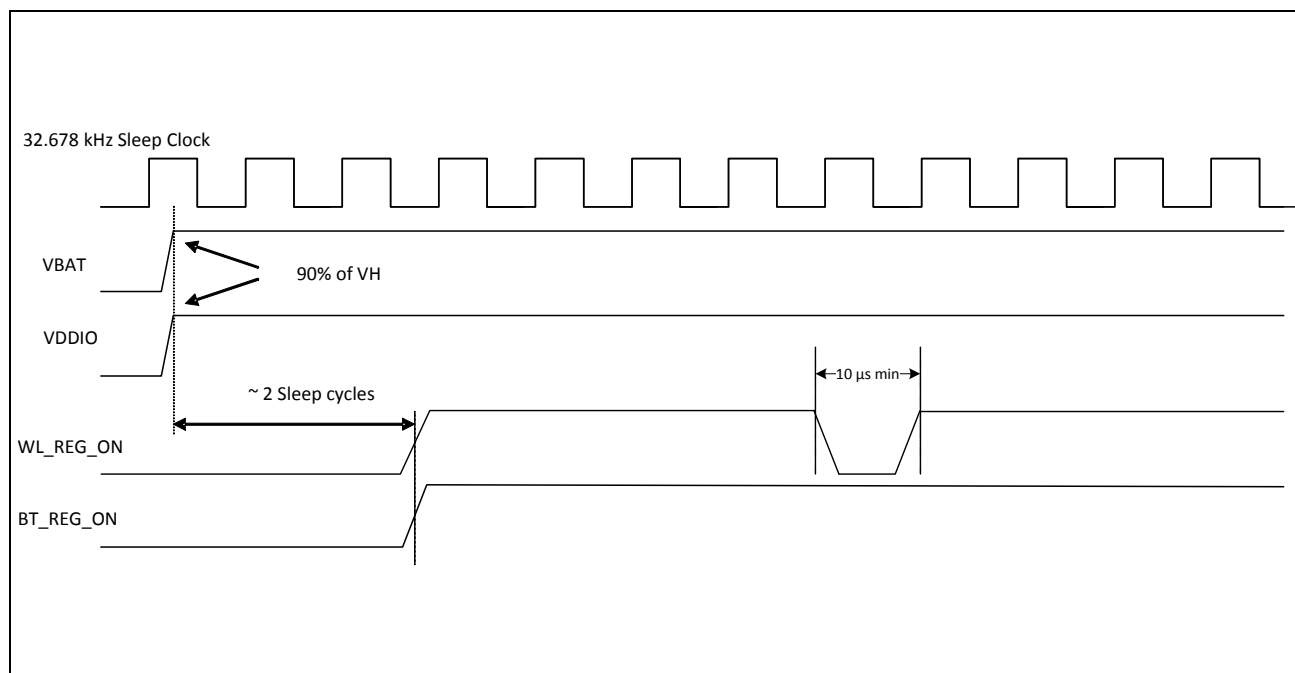 32.678 kHz Sleep Clock
VBAT
90% of VH
VDDIO
10 µs min
~ 2 Sleep cycles
WL_REG_ON
BT_REG_ON